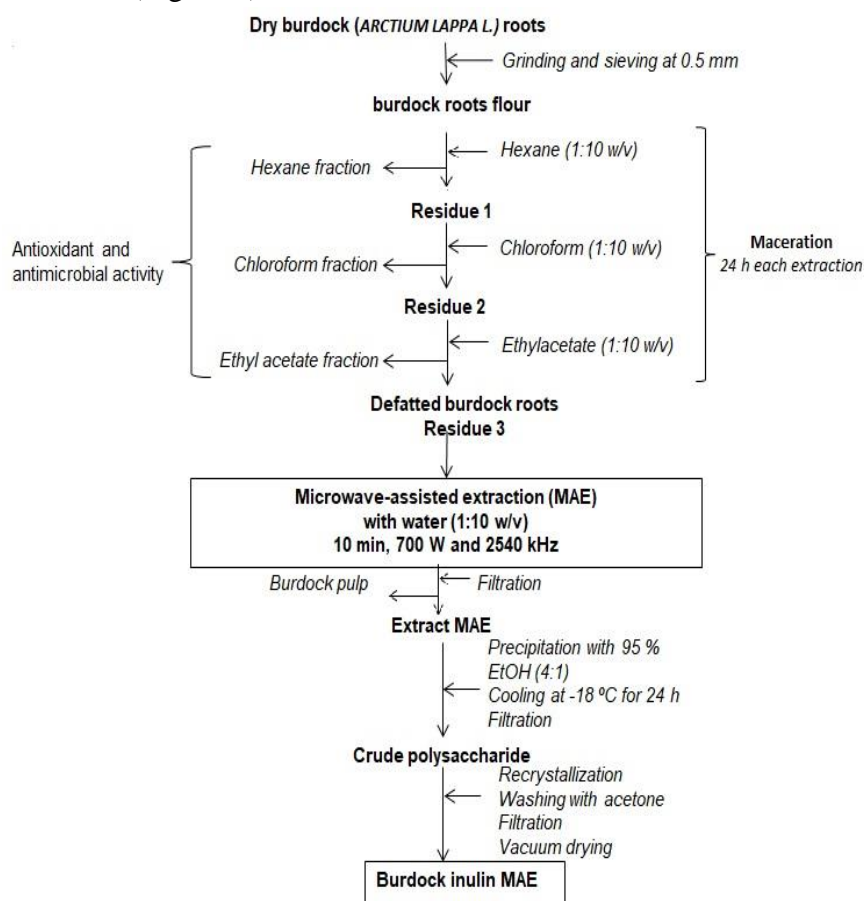 Dry burdock (ARCTIUM LAPPA L.) roots
Grinding and sieving at 0.5 mm
burdock roots flour
Hexane (1:10 w/v)
Hexane fraction
Residue 1
Antioxidant and
antimicrobial activity
Maceration
24 h each extraction
Chloroform (1:10 w/v)
Chloroform fraction
Residue 2
Ethylacetate (1:10 w/v)
Ethyl acetate fraction
Defatted burdock roots
Residue 3
Microwave-assisted extraction (MAE)
with water (1:10 w/v)
10 min, 700 W and 2540 kHz
Burdock pulp
Filtration
Extract MAE
Precipitation with 95 %
EtOH (4:1)
Cooling at -18 ºC for 24 h
Filtration
Crude polysaccharide
Recrystallization
Washing with acetone
Filtration
Vacuum drying
Burdock inulin MAE